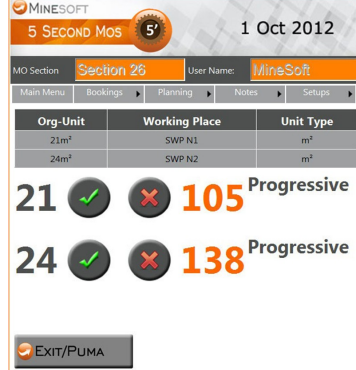 MINESOFT
5 SECOND MOS 5' 1 Oct 2012
MO Section Section 26 User Name: MineSoft
Main Menu Bookings Planning Notes Setups
Org-Unit Working Place Unit Type
21m² SWP N1 m²
24m² SWP N2 m²
21 105 Progressive
24 138 Progressive
EXIT/PUMA